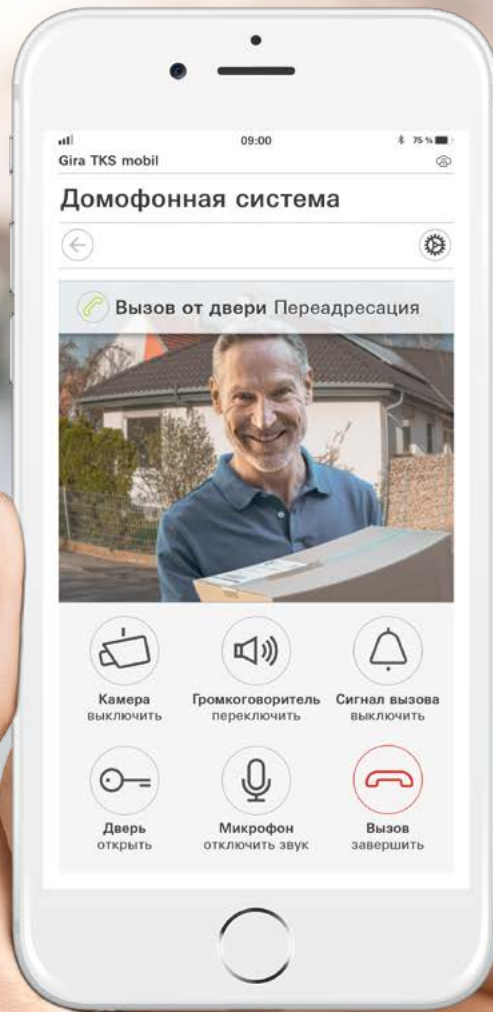 09:00
75 %
Gira TKS mobil
Домофонная система
Вызов от двери Переадресация
Камера
выключить
Громкоговоритель
переключить
Сигнал вызова
выключить
Дверь
открыть
Микрофон
отключить звук
Вызов
завершить